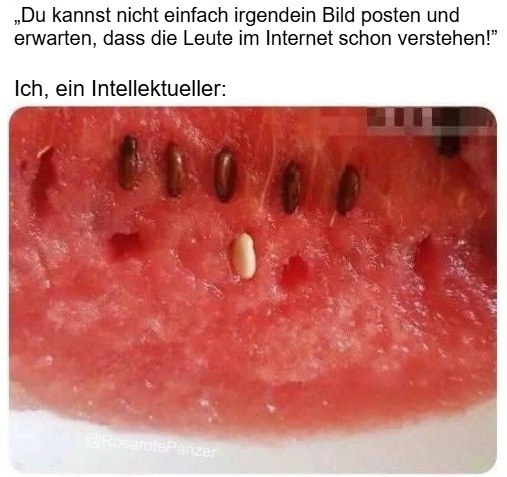 „Du kannst nicht einfach irgendein Bild posten und
erwarten, dass die Leute im Internet schon verstehen!”
Ich, ein Intellektueller:
@RosarotePanzer